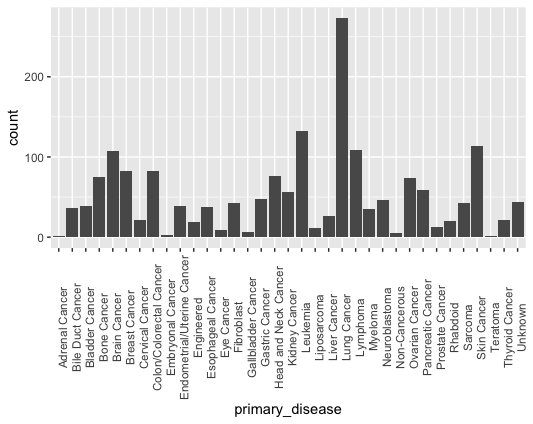 count
200
100
0
Adrenal Cancer
Bile Duct Cancer
Bladder Cancer
Bone Cancer
Brain Cancer
Breast Cancer
Cervical Cancer
Colon/Colorectal Cancer
Embryonal Cancer
Endometrial/Uterine Cancer
Engineered
Esophageal Cancer
Eye Cancer
Fibroblast
Gallbladder Cancer
Gastric Cancer
Head and Neck Cancer
Kidney Cancer
Leukemia
Liposarcoma
Liver Cancer
Lung Cancer
Lymphoma
Myeloma
Neuroblastoma
Non-Cancerous
Ovarian Cancer
Pancreatic Cancer
Prostate Cancer
Rhabdoid
Sarcoma
Skin Cancer
Teratoma
Thyroid Cancer
Unknown
primary_disease